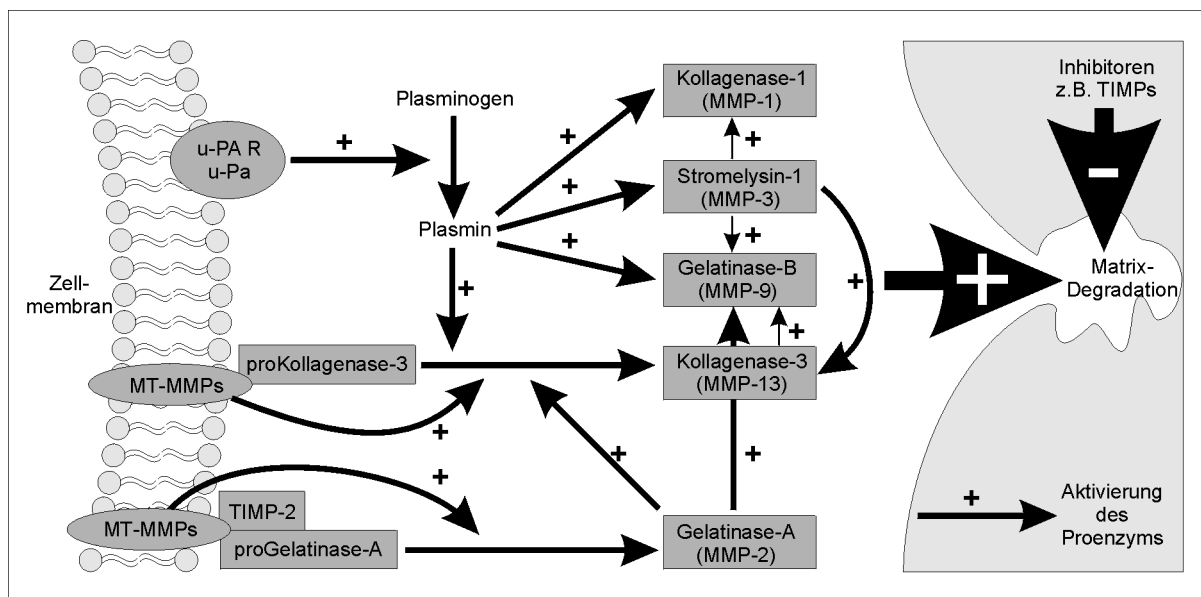 Zell-
membran
u-PA R
u-Pa
+
Plasminogen
Plasmin
+
+
+
+
Kollagenase-1
(MMP-1)
+
Stromelysin-1
(MMP-3)
+
Gelatinase-B
(MMP-9)
+
+
Kollagenase-3
(MMP-13)
+
MT-MMPs
proKollagenase-3
+
+
+
MT-MMPs
TIMP-2
proGelatinase-A
Gelatinase-A
(MMP-2)
+
Inhibitoren
z.B. TIMPs
-
Matrix-
Degradation
+
Aktivierung
des
Proenzyms